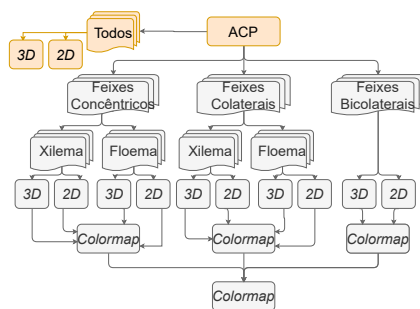 Todos
ACP
3D
2D
Feixes
Concêntricos
Feixes
Colaterais
Feixes
Bicolaterais
Xilema
Floema
Xilema
Floema
3D
2D
3D
2D
3D
2D
3D
2D
3D
2D
Colormap
Colormap
Colormap
Colormap